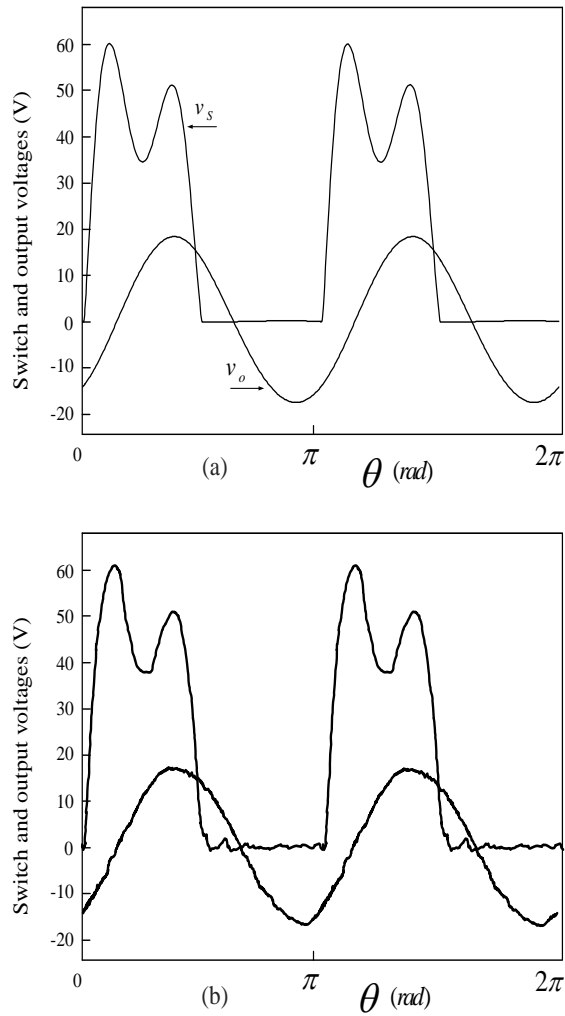 Switch and output voltages (V)
60
50
40
30
20
10
0
-10
-20
v_s
v_o
0
π
2π
(a)
θ (rad)
Switch and output voltages (V)
60
50
40
30
20
10
0
-10
-20
0
π
2π
(b)
θ (rad)